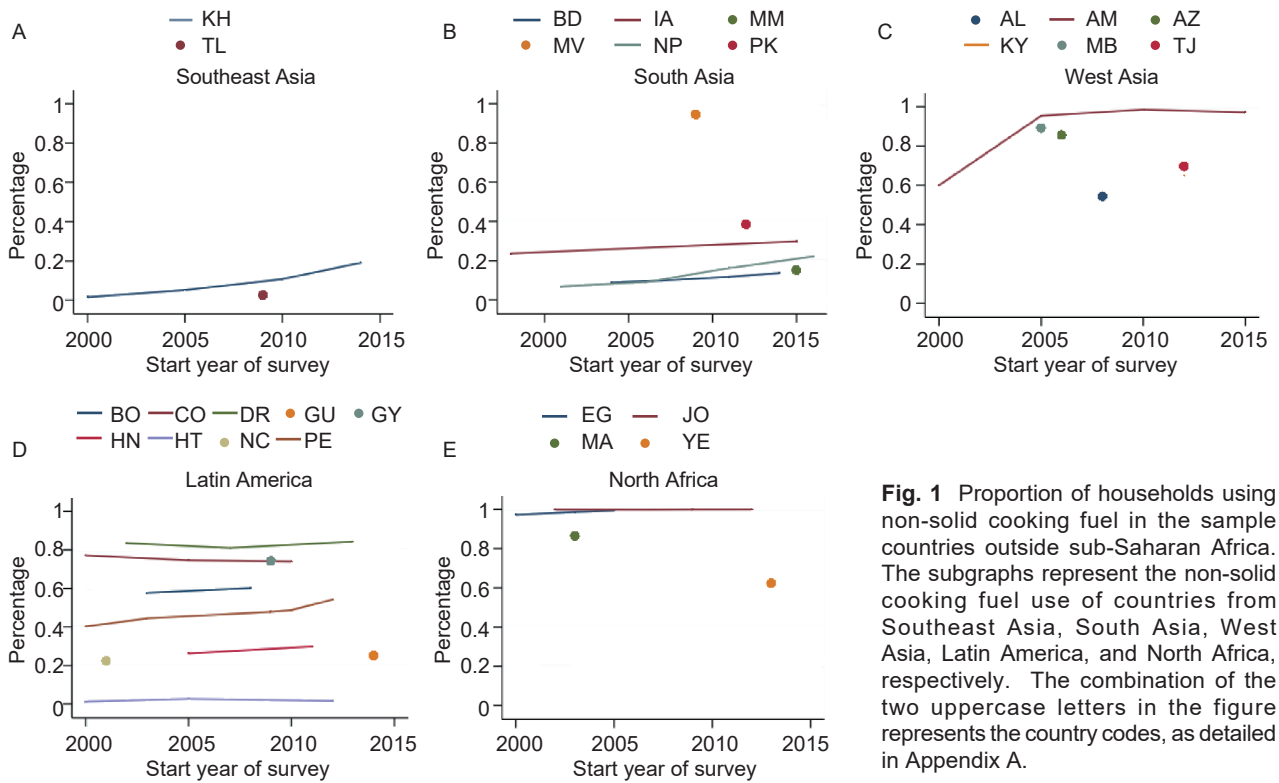 A
KH
TL
Southeast Asia
Percentage
1
0.8
0.6
0.4
0.2
0
2000 2005 2010 2015
Start year of survey
B
BD IA MM
MV NP PK
South Asia
Percentage
1
0.8
0.6
0.4
0.2
0
2000 2005 2010 2015
Start year of survey
C
AL AM AZ
KY MB TJ
West Asia
Percentage
1
0.8
0.6
0.4
0.2
0
2000 2005 2010 2015
Start year of survey
D
BO CO DR GU GY
HN HT NC PE
Latin America
Percentage
1
0.8
0.6
0.4
0.2
0
2000 2005 2010 2015
Start year of survey
E
EG JO
MA YE
North Africa
Percentage
1
0.8
0.6
0.4
0.2
0
2000 2005 2010 2015
Start year of survey
Fig. 1 Proportion of households using
non-solid cooking fuel in the sample
countries outside sub-Saharan Africa.
The subgraphs represent the non-solid
cooking fuel use of countries from
Southeast Asia, South Asia, West
Asia, Latin America, and North Africa,
respectively. The combination of the
two uppercase letters in the figure
represents the country codes, as detailed
in Appendix A.